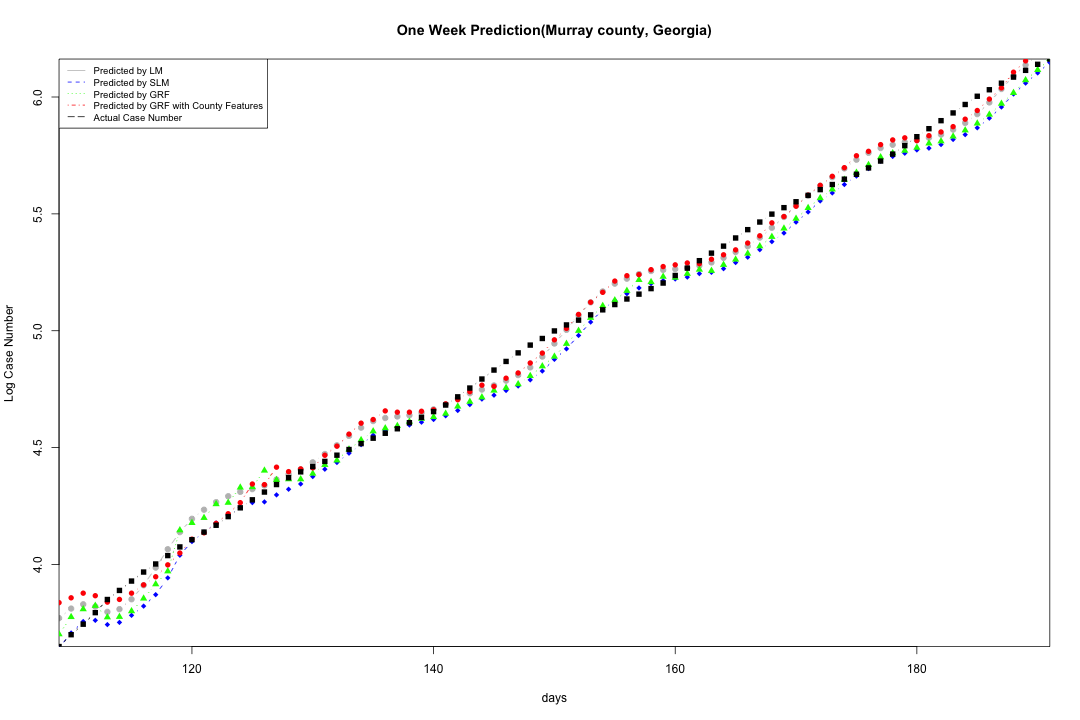 One Week Prediction(Murray county, Georgia)
Predicted by LM
Predicted by SLM
Predicted by GRF
Predicted by GRF with County Features
Actual Case Number
6.0
5.5
5.0
4.5
4.0
Log Case Number
120 140 160 180
days